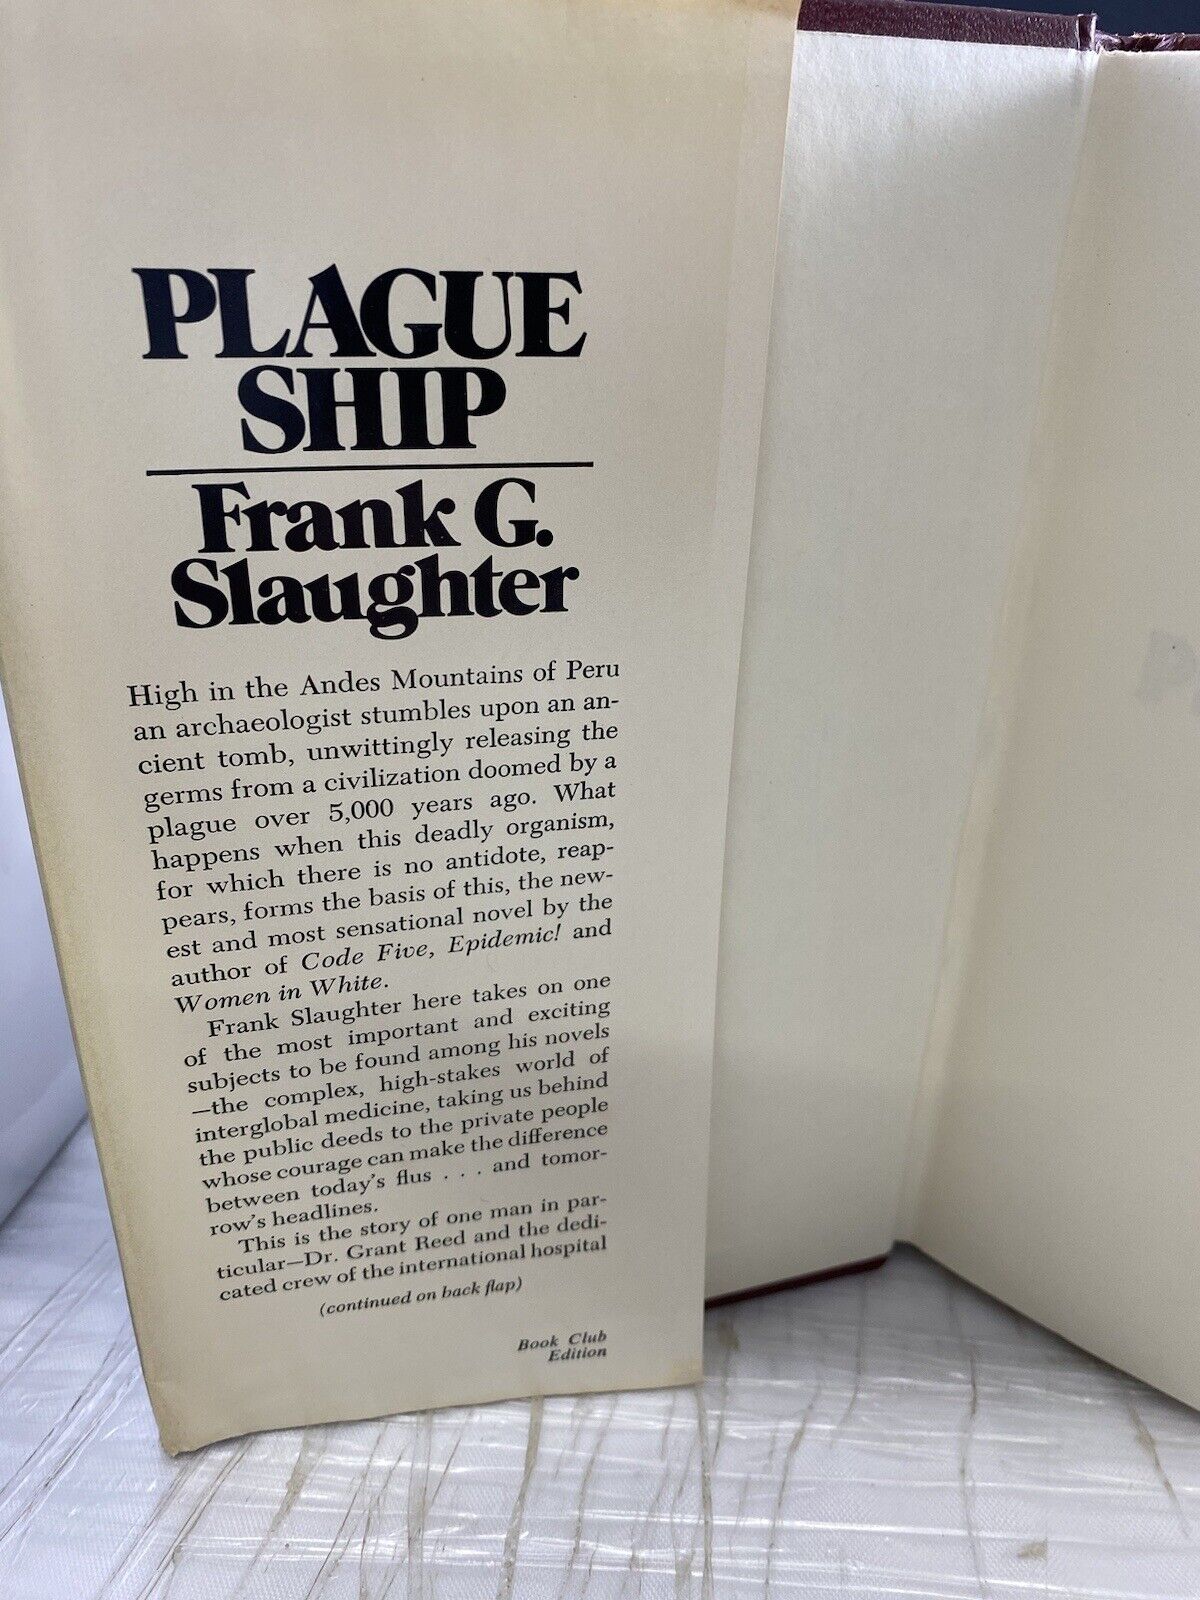 PLAGUE
SHIP
Frank G.
Slaughter
High in the Andes Mountains of Peru
an archaeologist stumbles upon an an-
cient tomb, unwittingly releasing the
germs from a civilization doomed by a
plague over 5,000 years ago. What
happens when this deadly organism,
for which there is no antidote, reap-
pears, forms the basis of this, the new-
est and most sensational novel by the
author of Code Five, Epidemic! and
Women in White.
Frank Slaughter here takes on one
of the most important and exciting
subjects to be found among his novels
—the complex, high-stakes world of
interglobal medicine, taking us behind
the public deeds to the private people
whose courage can make the difference
between today's flus . . . and tomor-
row's headlines.
This is the story of one man in par-
ticular—Dr. Grant Reed and the dedi-
cated crew of the international hospital
(continued on back flap)
Book Club
Edition